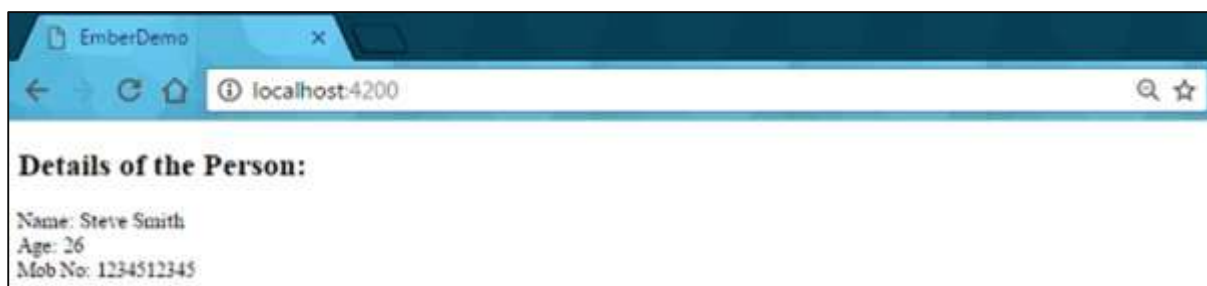 EmberDemo
localhost:4200
Details of the Person:
Name: Steve Smith
Age: 26
Mob No: 1234512345